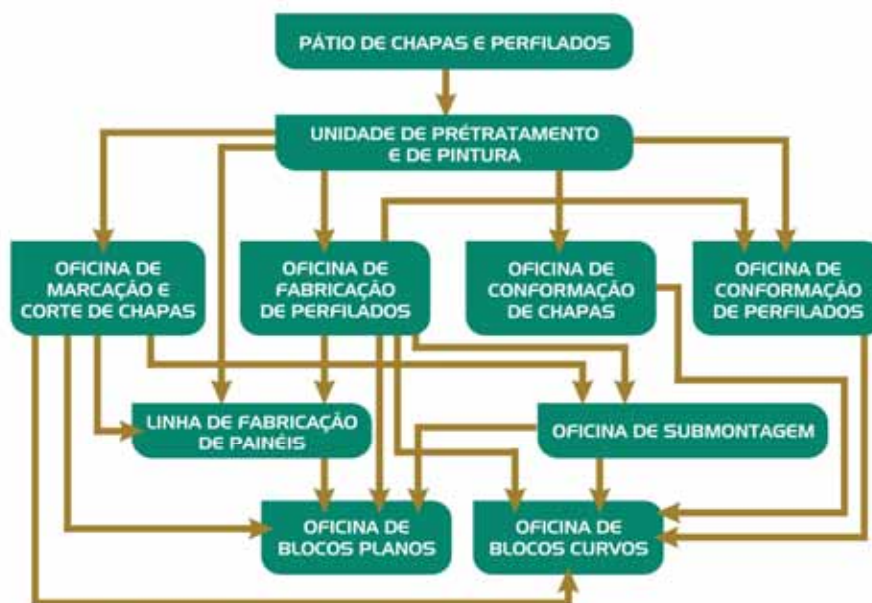 PÁTIO DE CHAPAS E PERFILADOS
UNIDADE DE PRÉTRATAMENTO
E DE PINTURA
OFICINA DE
MARCAÇÃO E
CORTE DE CHAPAS
OFICINA DE
FABRICAÇÃO
DE PERFILADOS
OFICINA DE
CONFORMAÇÃO
DE CHAPAS
OFICINA DE
CONFORMAÇÃO
DE PERFILADOS
LINHA DE FABRICAÇÃO
DE PAINÉIS
OFICINA DE SUBMONTAGEM
OFICINA DE
BLOCOS PLANOS
OFICINA DE
BLOCOS CURVOS